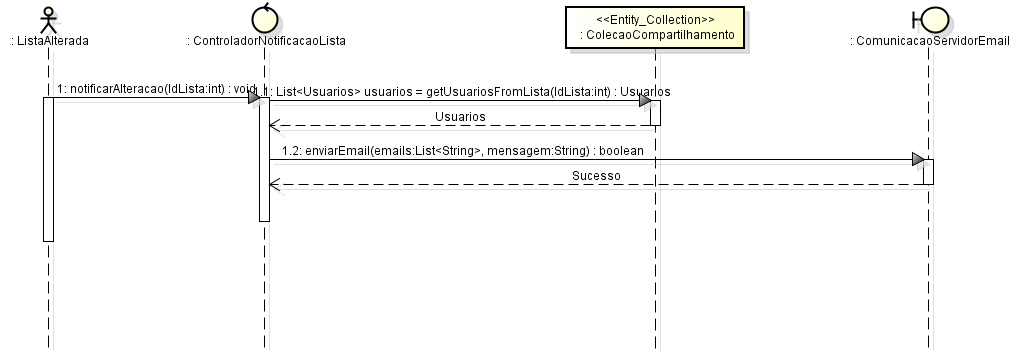 <<Entity_Collection>>
: ListaAlterada
: ControladorNotificacaoLista
: ColecaoCompartilhamento
: ComunicacaoServidorEmail
1: notificarAlteracao(IdLista:int) : void
1.1: List<Usuarios> usuarios = getUsuariosFromLista(IdLista:int) : Usuarios
Usuarios
1.2: enviarEmail(emails:List<String>, mensagem:String) : boolean
Sucesso